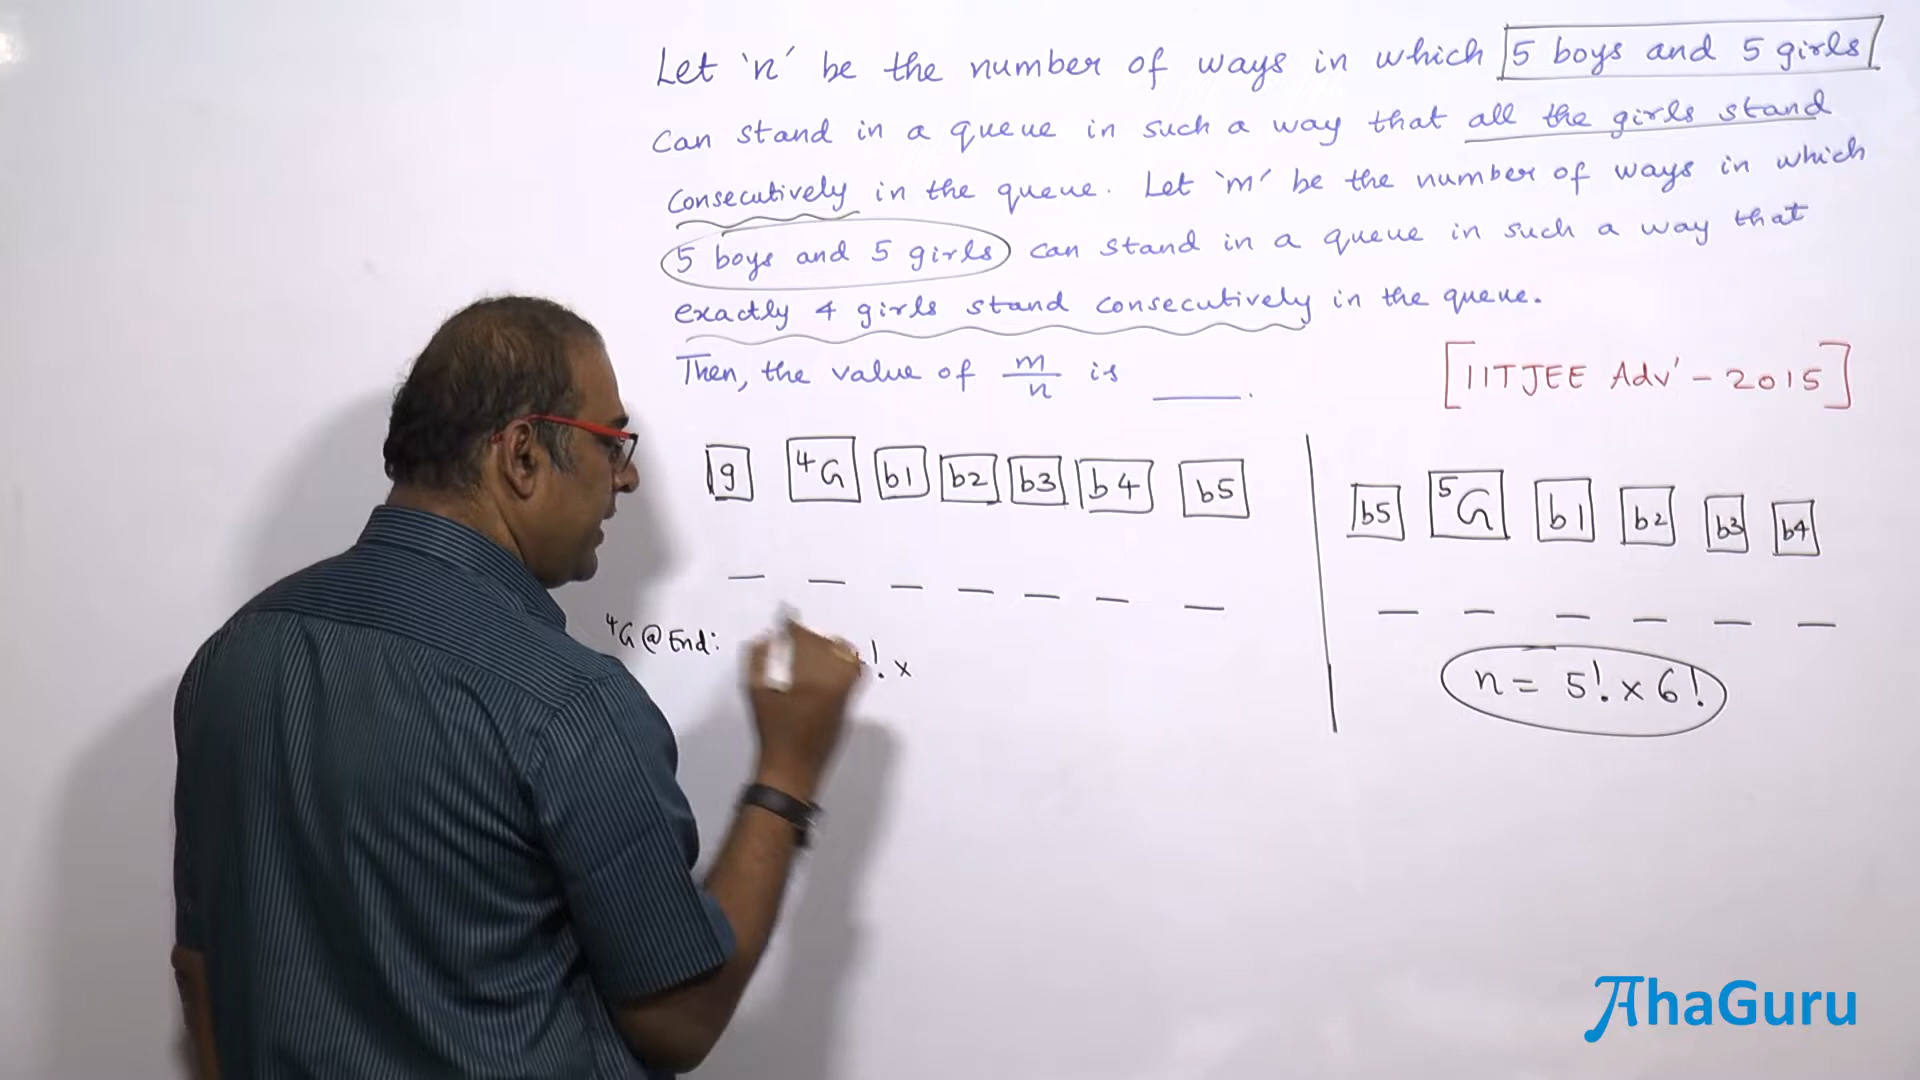 Let 'n' be the number of ways in which 5 boys and 5 girls
can stand in a queue in such a way that all the girls stand
consecutively in the queue. Let 'm' be the number of ways in which
5 boys and 5 girls can stand in a queue in such a way that
exactly 4 girls stand consecutively in the queue.
Then, the value of m/n is ____.
[IITJEE Adv' - 2015]
g 4G b1 b2 b3 b4 b5
b5 5G b1 b2 b3 b4
4G @ End: ! x
n = 5! x 6!
AhaGuru